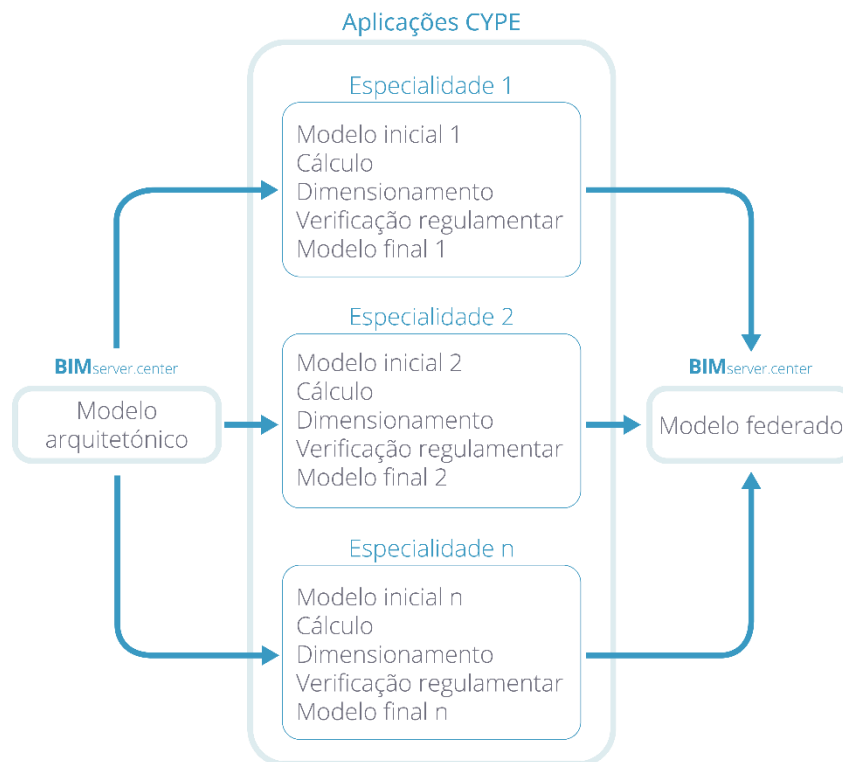 Aplicações CYPE
Especialidade 1
Modelo inicial 1
Cálculo
Dimensionamento
Verificação regulamentar
Modelo final 1
BIMserver.center
Modelo
arquitetónico
Especialidade 2
Modelo inicial 2
Cálculo
Dimensionamento
Verificação regulamentar
Modelo final 2
BIMserver.center
Modelo federado
Especialidade n
Modelo inicial n
Cálculo
Dimensionamento
Verificação regulamentar
Modelo final n